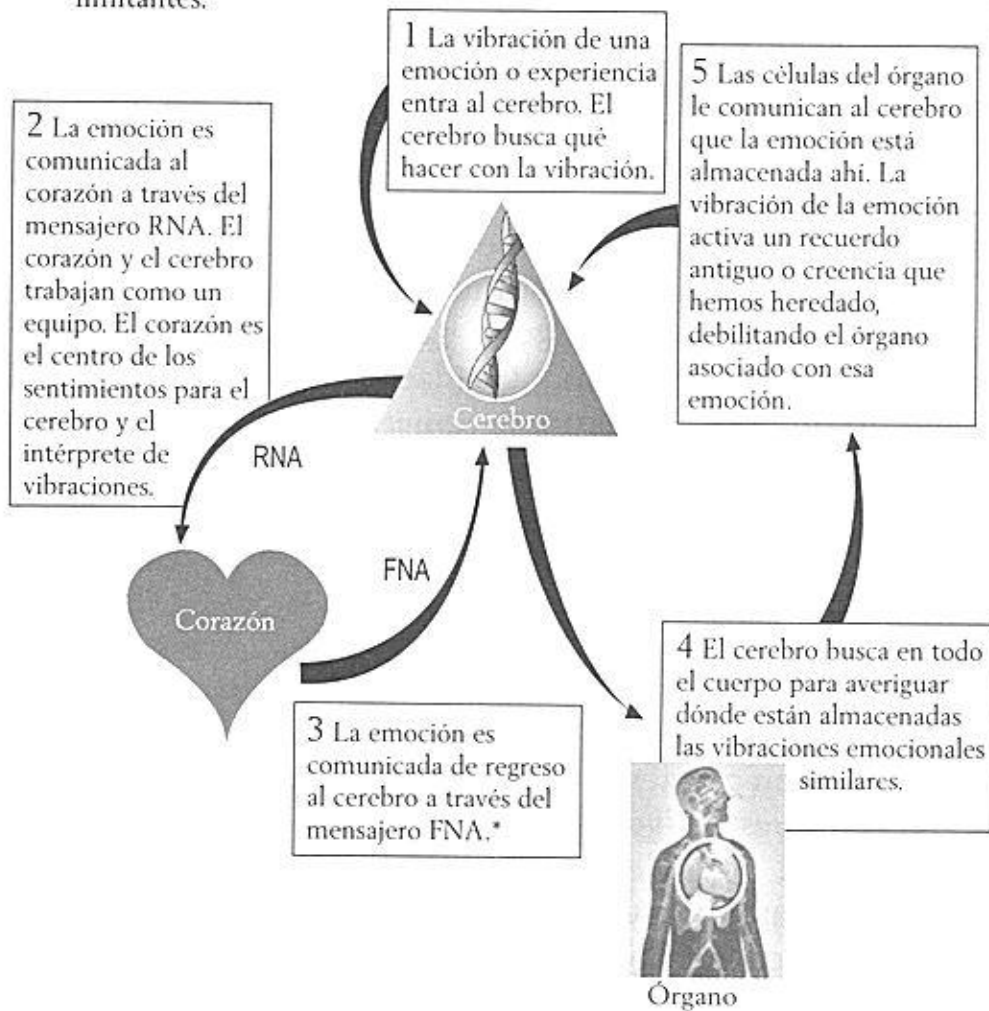 1 La vibración de una
emoción o experiencia
entra al cerebro. El
cerebro busca qué
hacer con la vibración.
2 La emoción es
comunicada al
corazón a través del
mensajero RNA. El
corazón y el cerebro
trabajan como un
equipo. El corazón es
el centro de los
sentimientos para el
cerebro y el
intérprete de
vibraciones.
5 Las células del órgano
le comunican al cerebro
que la emoción está
almacenada ahí. La
vibración de la emoción
activa un recuerdo
antiguo o creencia que
hemos heredado,
debilitando el órgano
asociado con esa
emoción.
Cerebro
RNA
FNA
Corazón
3 La emoción es
comunicada de regreso
al cerebro a través del
mensajero FNA.*
4 El cerebro busca en todo
el cuerpo para averiguar
dónde están almacenadas
las vibraciones emocionales
similares.
Órgano